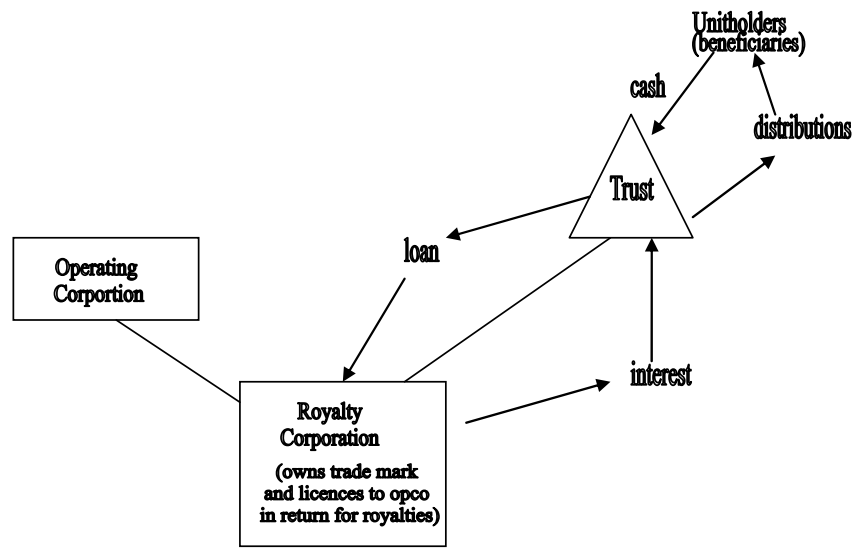 Unitholders
(beneficiaries)
cash
distributions
Trust
loan
Operating
Corportion
interest
Royalty
Corporation
(owns trade mark
and licences to opco
in return for royalties)